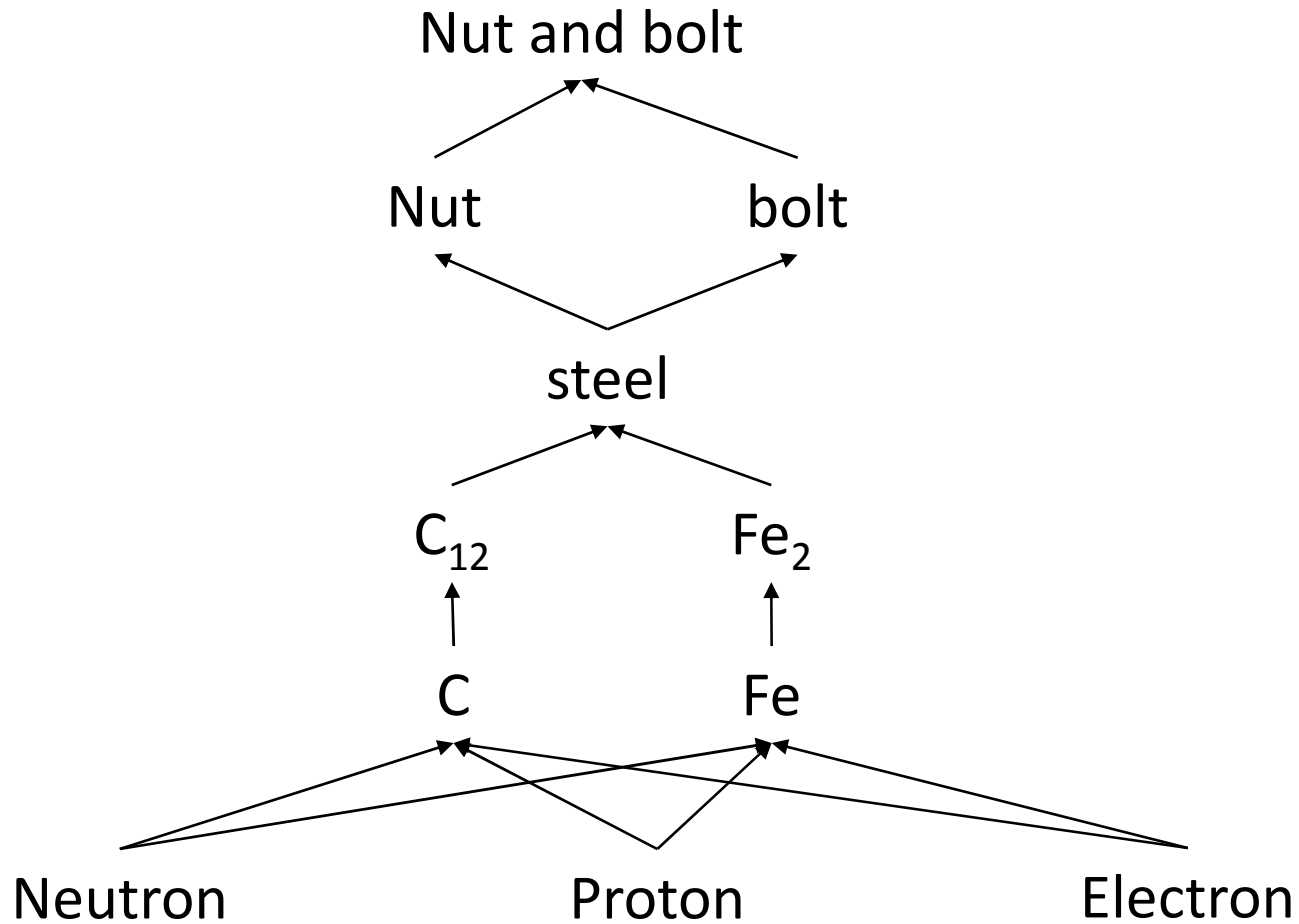 Nut and bolt
Nut bolt
steel
C₁₂ Fe₂
C Fe
Neutron Proton Electron